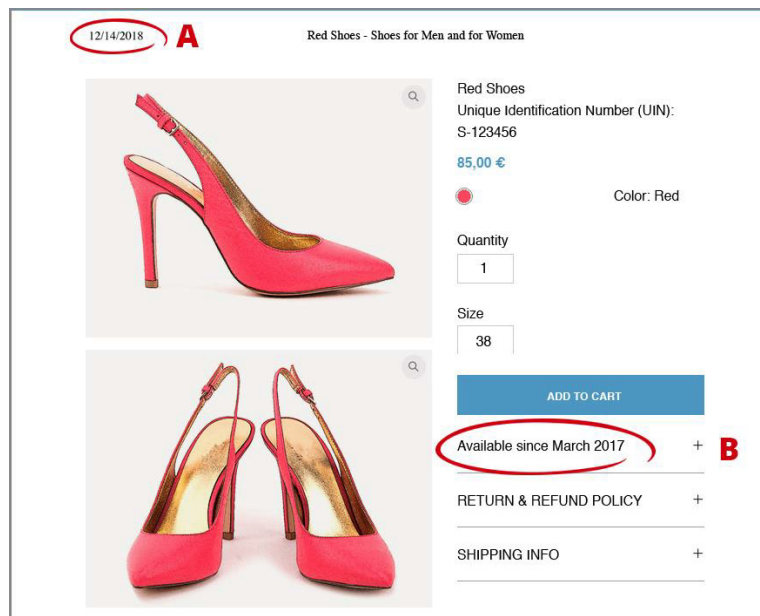 12/14/2018
A
Red Shoes - Shoes for Men and for Women
Red Shoes
Unique Identification Number (UIN):
S-123456
85,00 €
Color: Red
Quantity
1
Size
38
ADD TO CART
Available since March 2017 +
B
RETURN & REFUND POLICY +
SHIPPING INFO +